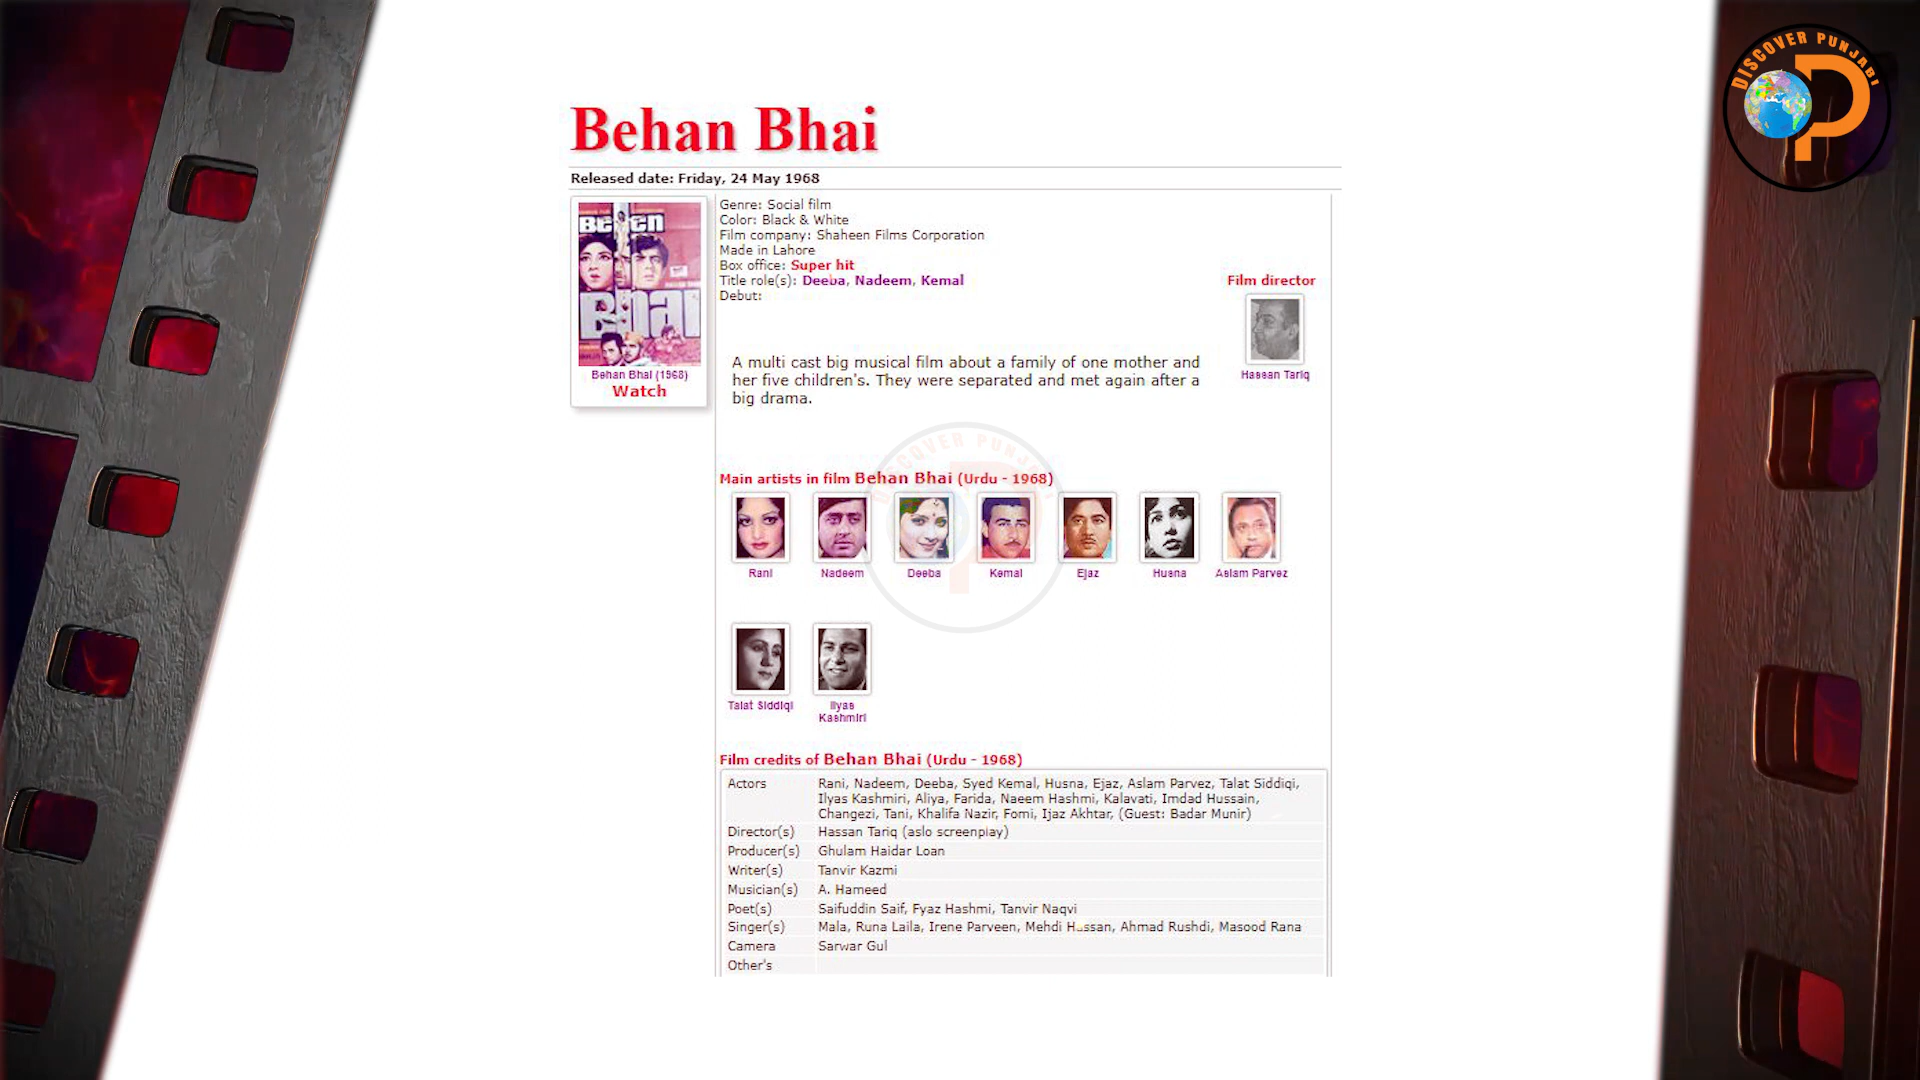 DISCOVER PUNJABI
Behan Bhai
Released date: Friday, 24 May 1968
BEHEN
Bhai
Behan Bhai (1968)
Watch
Genre: Social film
Color: Black & White
Film company: Shaheen Films Corporation
Made in Lahore
Box office: Super hit
Title role(s): Deeba, Nadeem, Kemal
Debut:
Film director
Hassan Tariq
A multi cast big musical film about a family of one mother and
her five children's. They were separated and met again after a
big drama.
DISCOVER PUNJABI
Main artists in film Behan Bhai (Urdu - 1968)
Rani Nadeem Deeba Kemal Ejaz Husna Aslam Parvez
Talat Siddiqi Ilyas
Kashmiri
Film credits of Behan Bhai (Urdu - 1968)
Actors Rani, Nadeem, Deeba, Syed Kemal, Husna, Ejaz, Aslam Parvez, Talat Siddiqi,
Ilyas Kashmiri, Aliya, Farida, Naeem Hashmi, Kalavati, Imdad Hussain,
Changezi, Tani, Khalifa Nazir, Fomi, Ijaz Akhtar, (Guest: Badar Munir)
Director(s) Hassan Tariq (aslo screenplay)
Producer(s) Ghulam Haidar Loan
Writer(s) Tanvir Kazmi
Musician(s) A. Hameed
Poet(s) Saifuddin Saif, Fyaz Hashmi, Tanvir Naqvi
Singer(s) Mala, Runa Laila, Irene Parveen, Mehdi Hassan, Ahmad Rushdi, Masood Rana
Camera Sarwar Gul
Other's